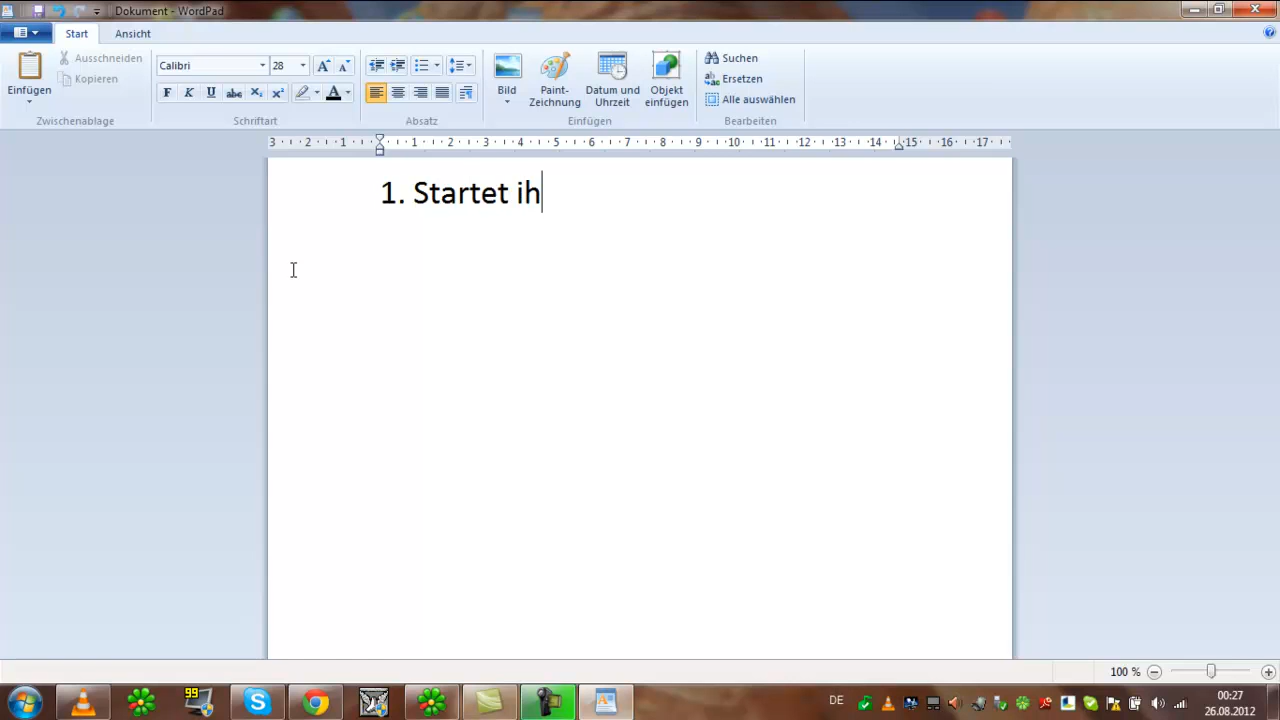 Dokument - WordPad
Start Ansicht
Einfügen
Ausschneiden
Kopieren
Zwischenablage
Calibri 28
F K U abc X₂ X² A
Schriftart
Absatz
Bild
Paint-
Zeichnung
Datum und
Uhrzeit
Objekt
einfügen
Einfügen
Suchen
Ersetzen
Alle auswählen
Bearbeiten
3 2 1 1 2 3 4 5 6 7 8 9 10 11 12 13 14 15 16 17
1. Startet ih
100 %
99
DE
00:27
26.08.2012